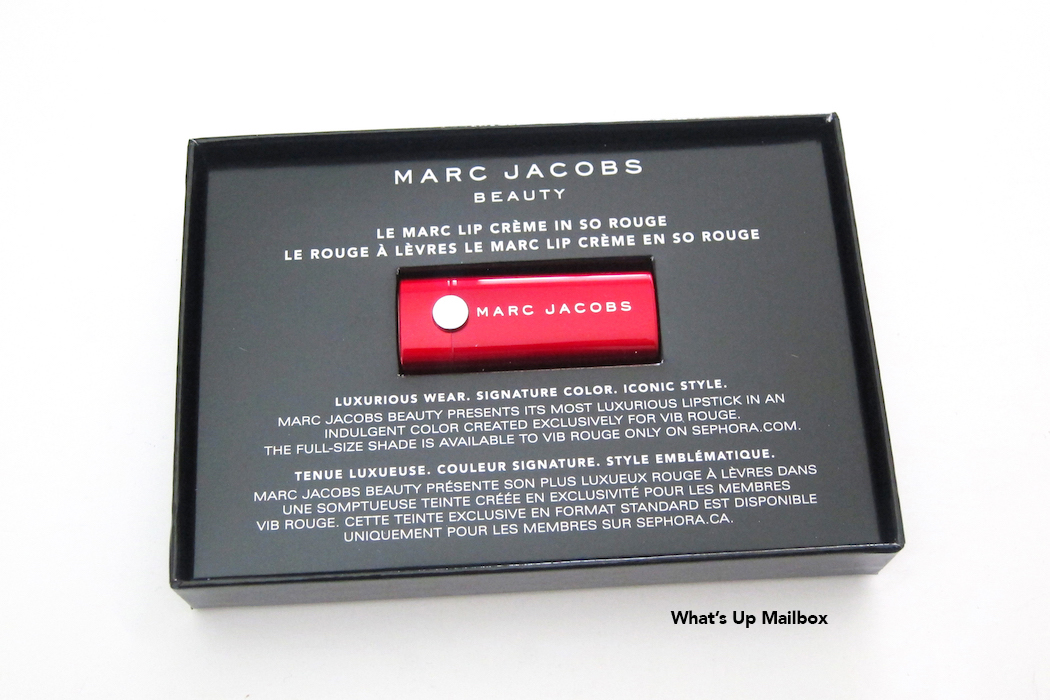 MARC JACOBS
BEAUTY
LE MARC LIP CRÈME IN SO ROUGE
LE ROUGE À LÈVRES LE MARC LIP CRÈME EN SO ROUGE
MARC JACOBS
LUXURIOUS WEAR. SIGNATURE COLOR. ICONIC STYLE.
MARC JACOBS BEAUTY PRESENTS ITS MOST LUXURIOUS LIPSTICK IN AN
INDULGENT COLOR CREATED EXCLUSIVELY FOR VIB ROUGE.
THE FULL-SIZE SHADE IS AVAILABLE TO VIB ROUGE ONLY ON SEPHORA.COM.
TENUE LUXUEUSE. COULEUR SIGNATURE. STYLE EMBLÉMATIQUE.
MARC JACOBS BEAUTY PRÉSENTE SON PLUS LUXUEUX ROUGE À LÈVRES DANS
UNE SOMPTUEUSE TEINTE CRÉÉE EN EXCLUSIVITÉ POUR LES MEMBRES
VIB ROUGE. CETTE TEINTE EXCLUSIVE EN FORMAT STANDARD EST DISPONIBLE
UNIQUEMENT POUR LES MEMBRES SUR SEPHORA.CA.
What's Up Mailbox